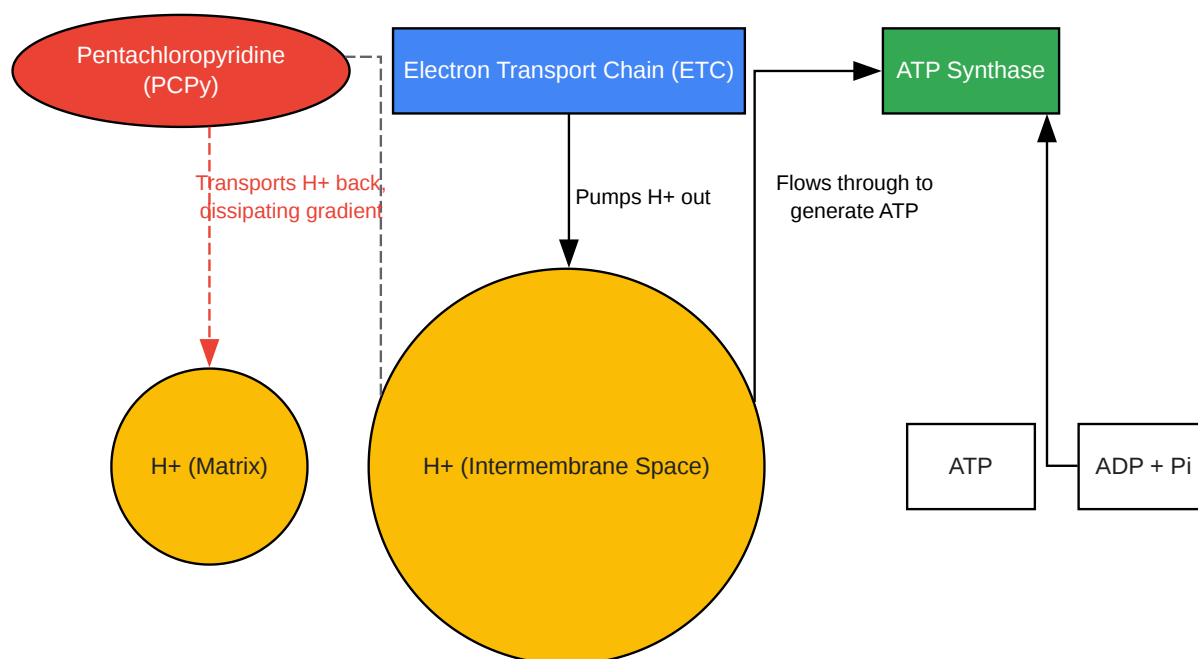 Pentachloropyridine
(PCPy)
Electron Transport Chain (ETC)
ATP Synthase
Transports H+ back,
dissipating gradient
Pumps H+ out
Flows through to
generate ATP
H+ (Matrix)
H+ (Intermembrane Space)
ATP
ADP + Pi